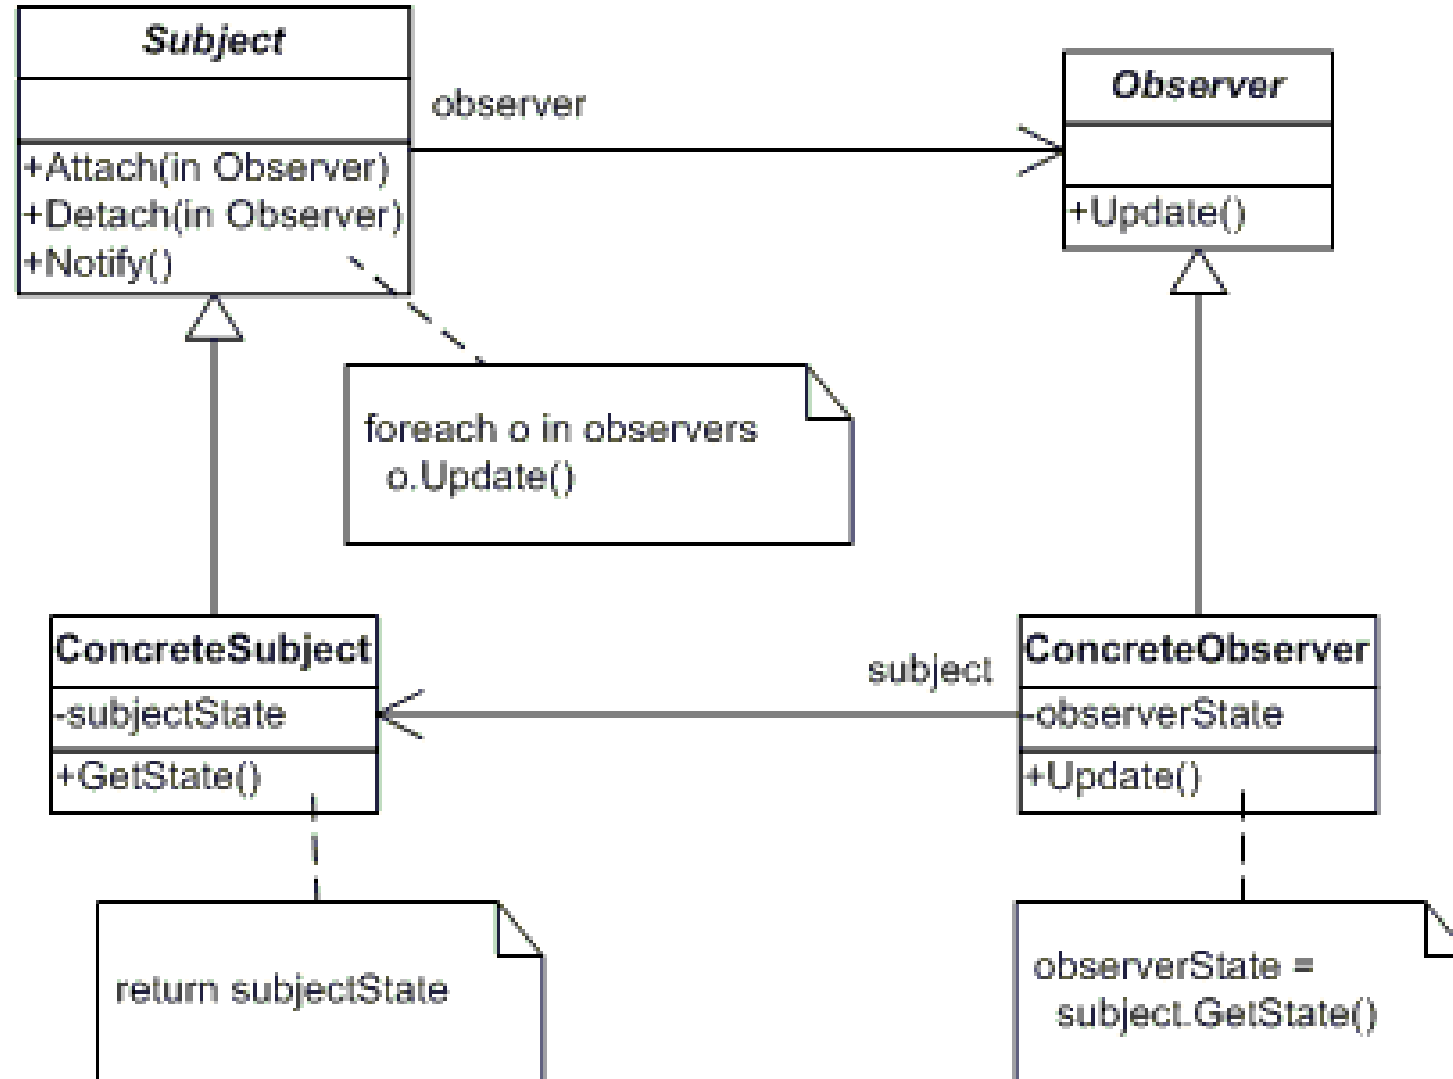 Subject
+Attach(in Observer)
+Detach(in Observer)
+Notify()
observer
Observer
+Update()
foreach o in observers
o.Update()
ConcreteSubject
-subjectState
+GetState()
subject
ConcreteObserver
-observerState
+Update()
return subjectState
observerState =
subject.GetState()